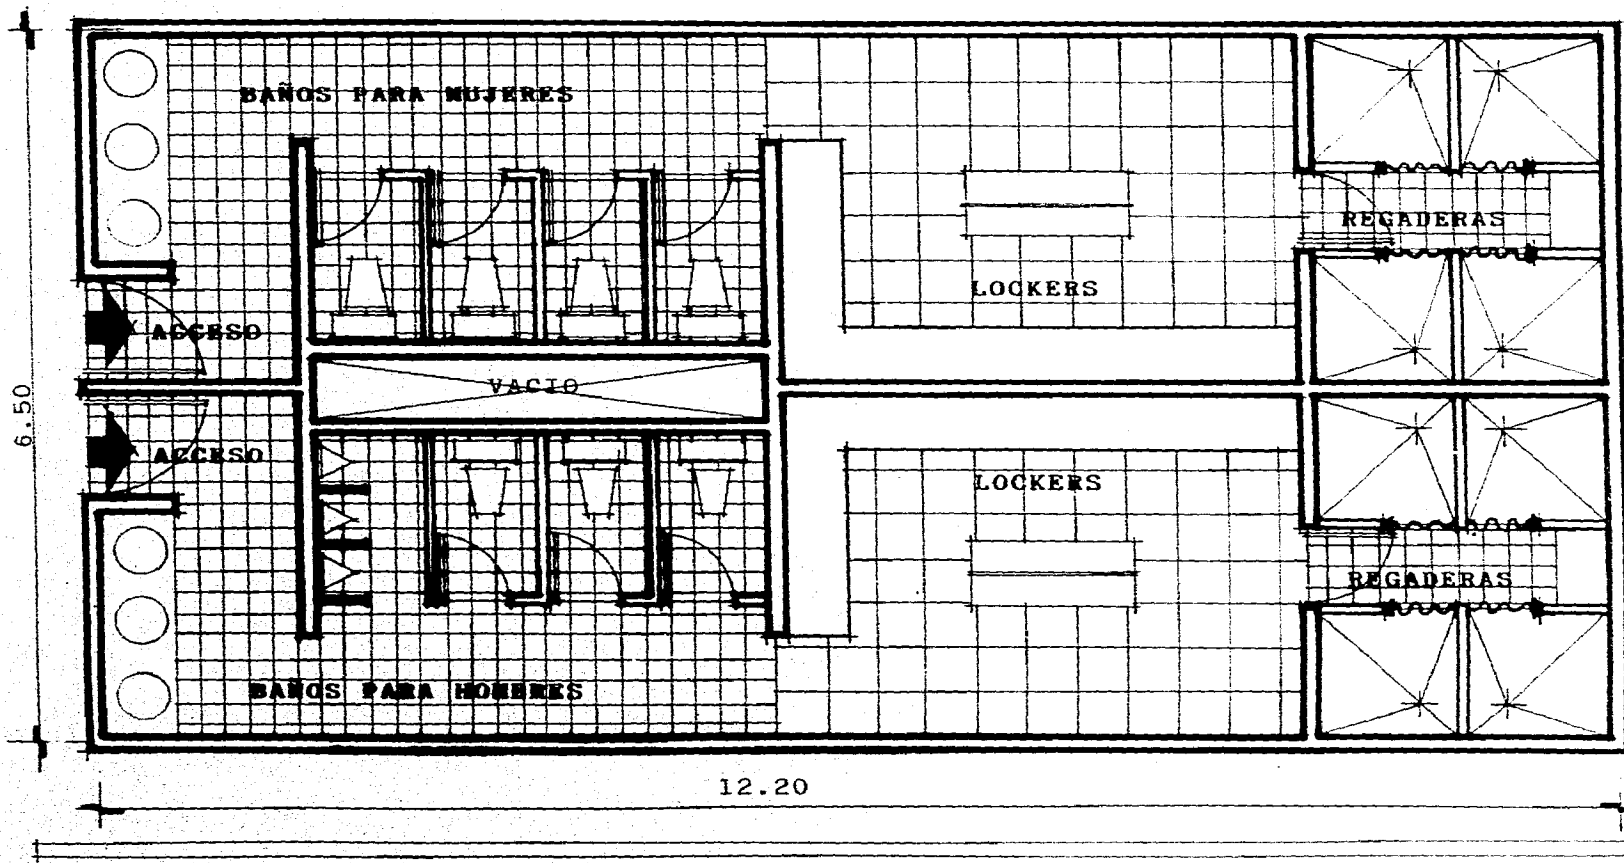 BAÑOS PARA MUJERES
REGADERAS
LOCKERS
ACCESO
VACIO
6.50
ACCESO
LOCKERS
REGADERAS
BAÑOS PARA HOMBRES
12.20